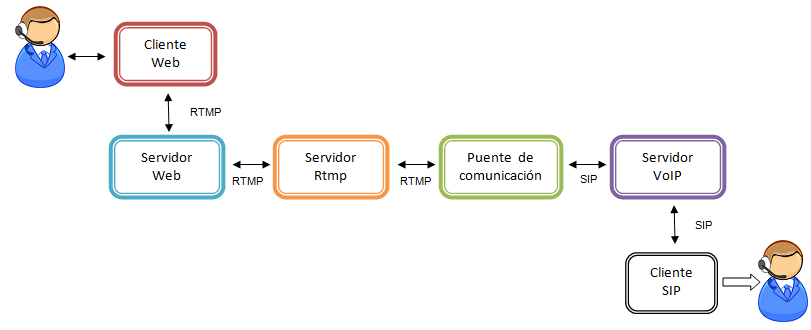 Cliente
Web
RTMP
Servidor
Web
RTMP
Servidor
Rtmp
RTMP
Puente de
comunicación
SIP
Servidor
VoIP
SIP
Cliente
SIP